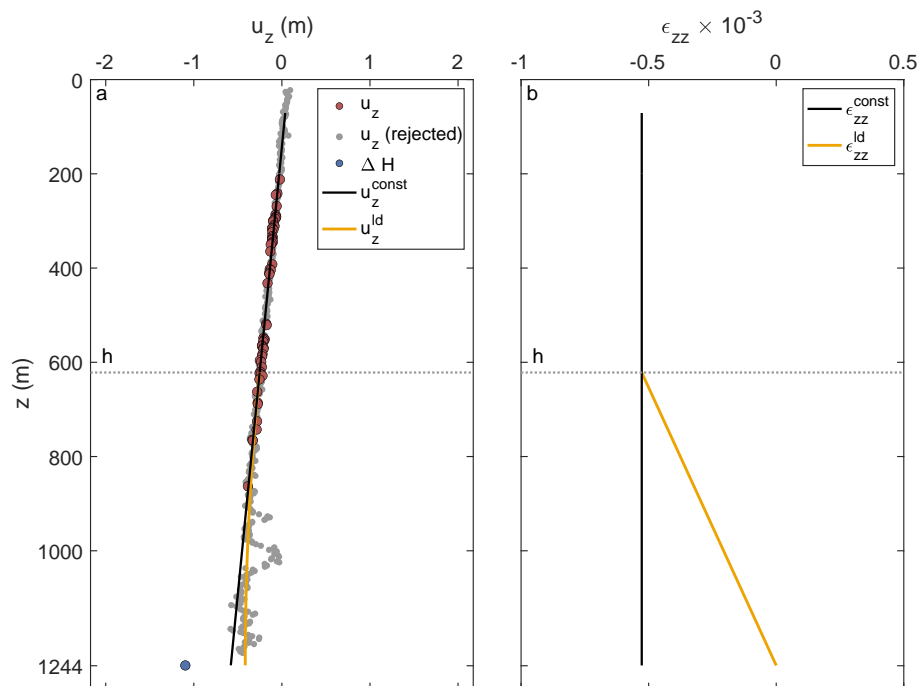 u_z (m)
-2 -1 0 1 2
a
0
200
400
600
800
1000
1244
z (m)
h
u_z
u_z (rejected)
Δ H
u_z^const
u_z^ld
ϵ_zz × 10^-3
-1 -0.5 0 0.5
b
h
ϵ_zz^const
ϵ_zz^ld